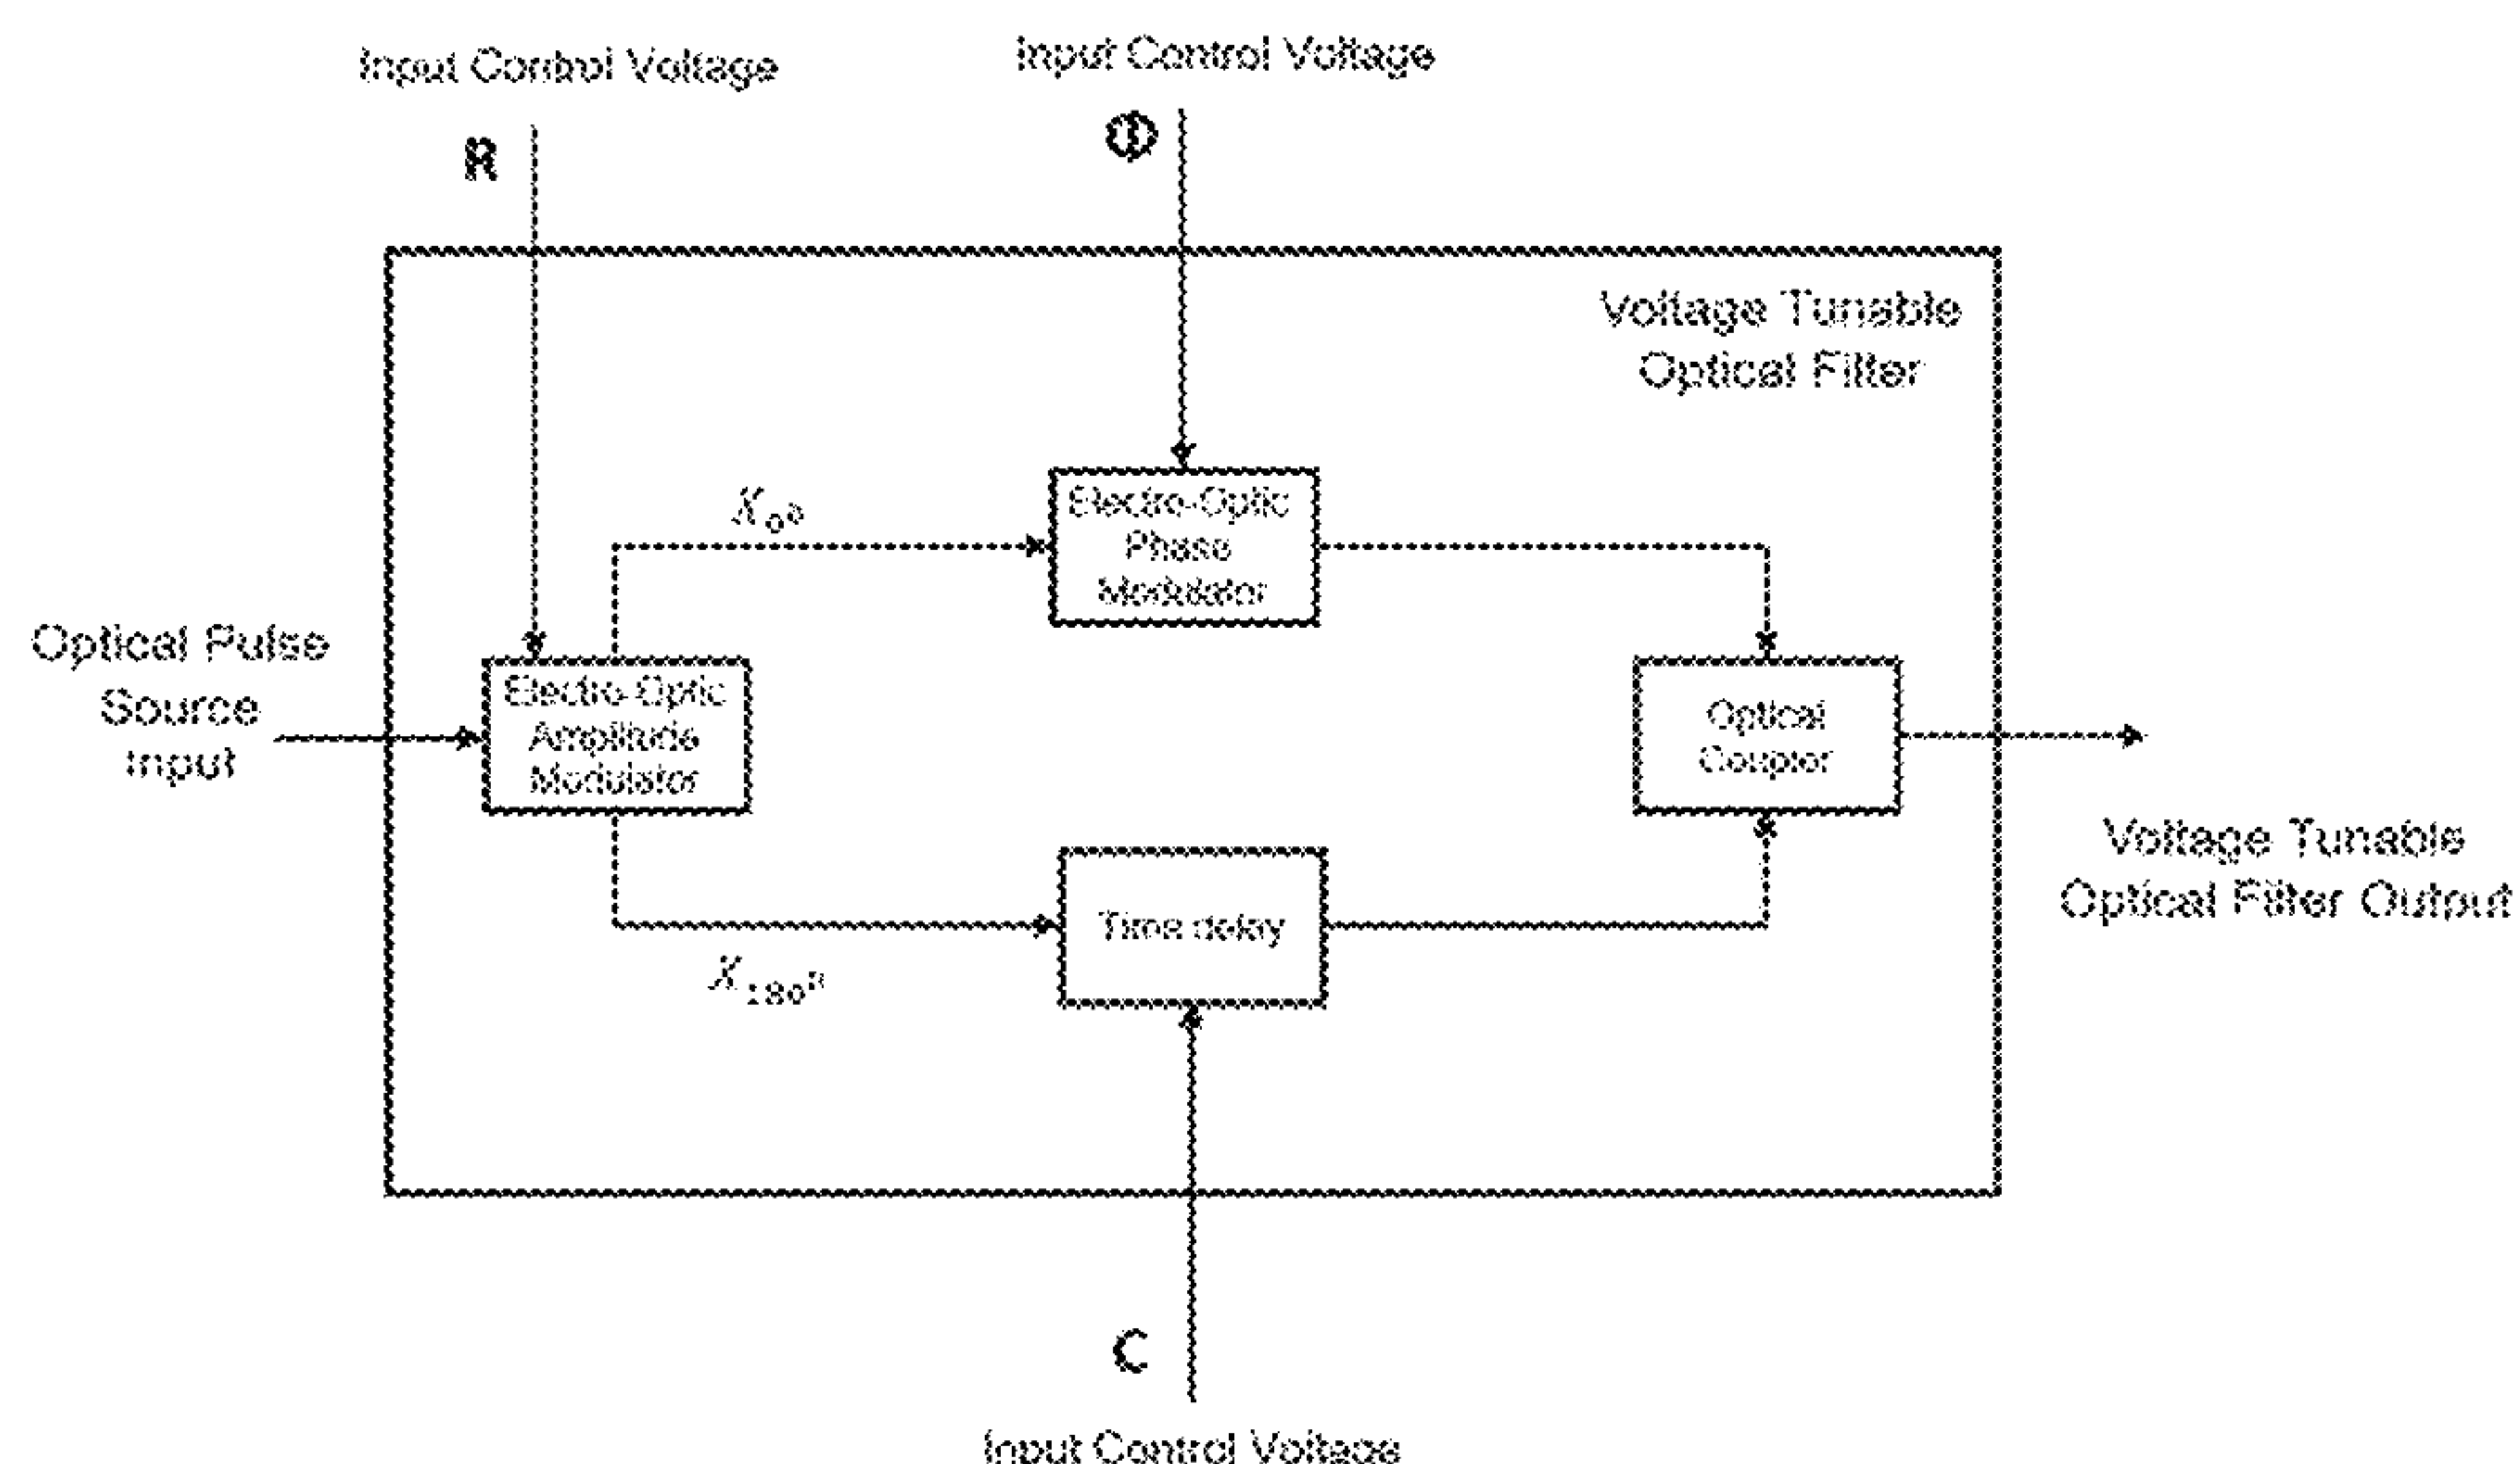 Input Control Voltage
Input Control Voltage
R
Φ
Voltage Tunable
Optical Filter
X₀°
Electro-Optic
Phase
Modulator
Optical Pulse
Source
Input
Electro-Optic
Amplitude
Modulator
Optical
Coupler
Voltage Tunable
Optical Filter Output
Time delay
X₁₈₀°
C
Input Control Voltage